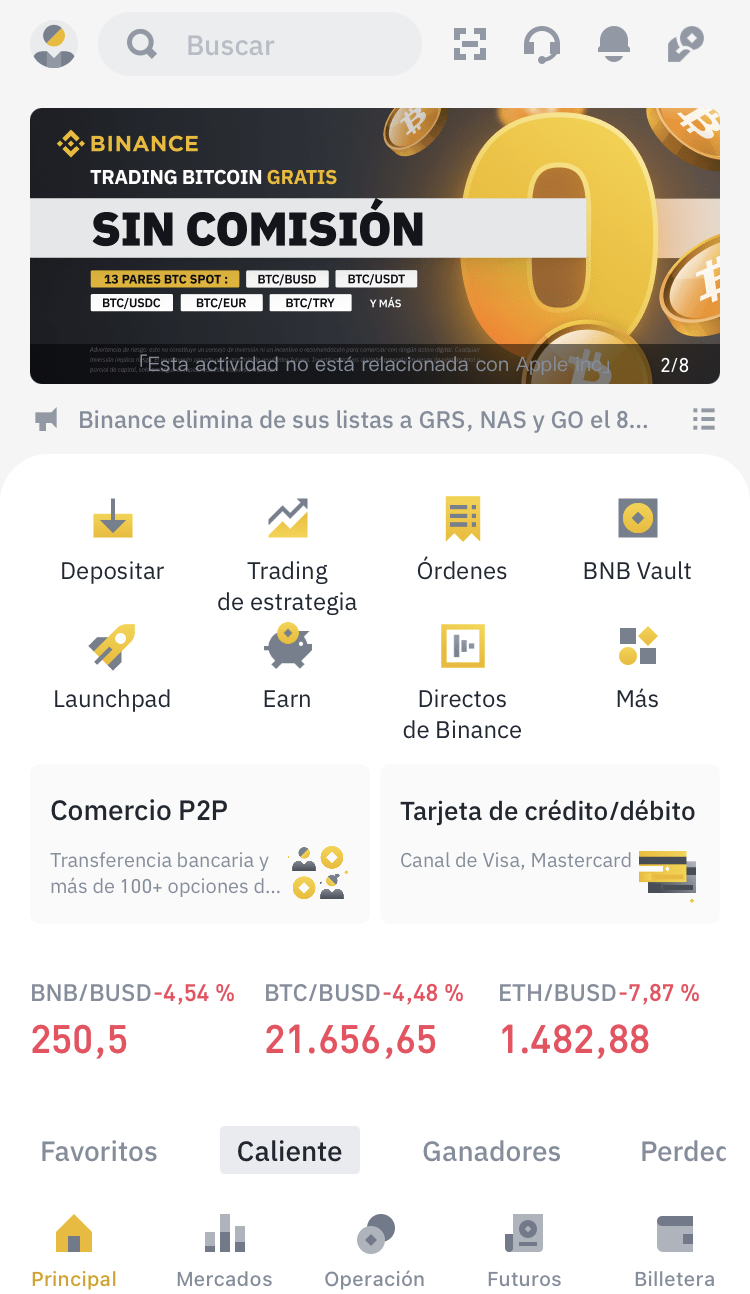 Buscar
BINANCE
TRADING BITCOIN GRATIS
SIN COMISIÓN
0
13 PARES BTC SPOT :
BTC/BUSD
BTC/USDT
BTC/USDC
BTC/EUR
BTC/TRY
Y MÁS
「Esta actividad no está relacionada con Apple Inc」
2/8
Binance elimina de sus listas a GRS, NAS y GO el 8...
Depositar
Trading
de estrategia
Órdenes
BNB Vault
Launchpad
Earn
Directos
de Binance
Más
Comercio P2P
Transferencia bancaria y
más de 100+ opciones d...
Tarjeta de crédito/débito
Canal de Visa, Mastercard
BNB/BUSD -4,54 %
250,5
BTC/BUSD -4,48 %
21.656,65
ETH/BUSD -7,87 %
1.482,88
Favoritos
Caliente
Ganadores
Perdec
Principal
Mercados
Operación
Futuros
Billetera